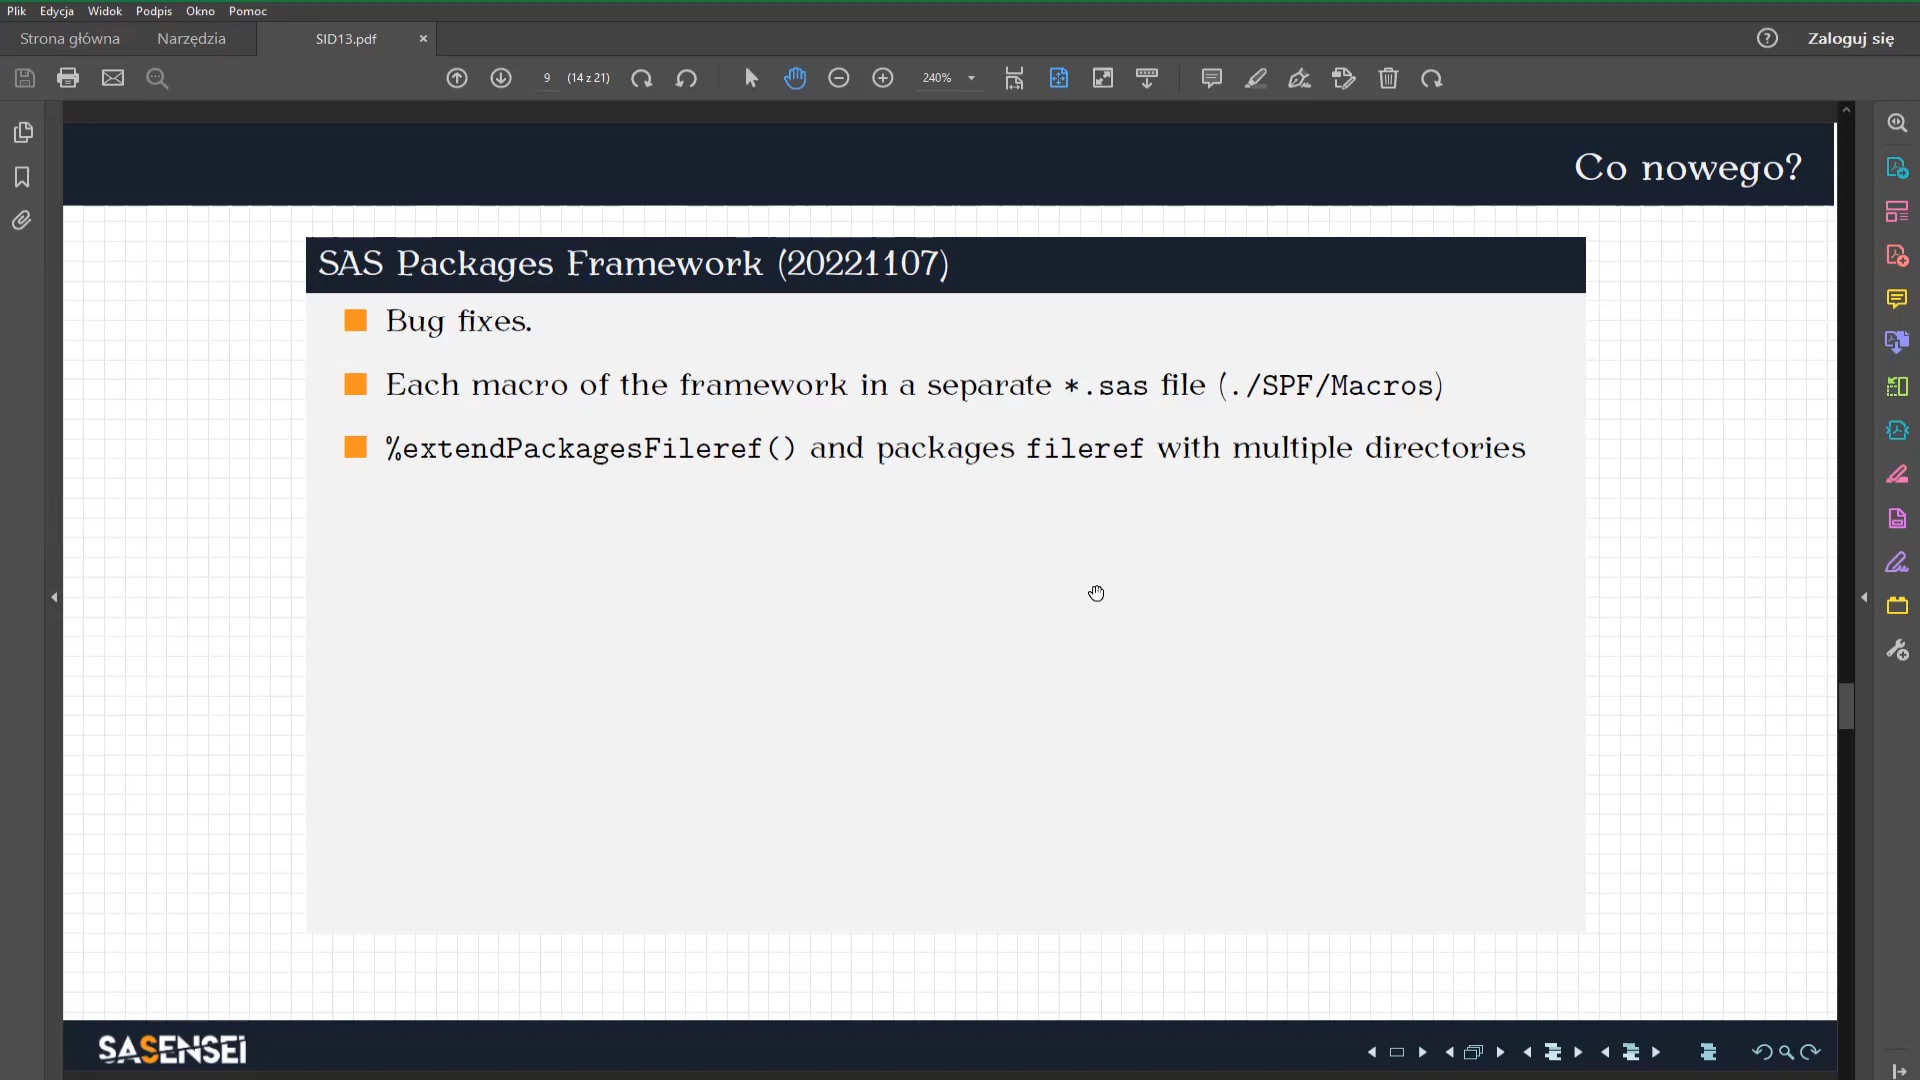 Plik Edycja Widok Podpis Okno Pomoc
Strona główna Narzędzia SID13.pdf × Zaloguj się
9 (14 z 21) 240%
Co nowego?
SAS Packages Framework (20221107)
Bug fixes.
Each macro of the framework in a separate *.sas file (./SPF/Macros)
%extendPackagesFileref() and packages fileref with multiple directories
SASENSEI